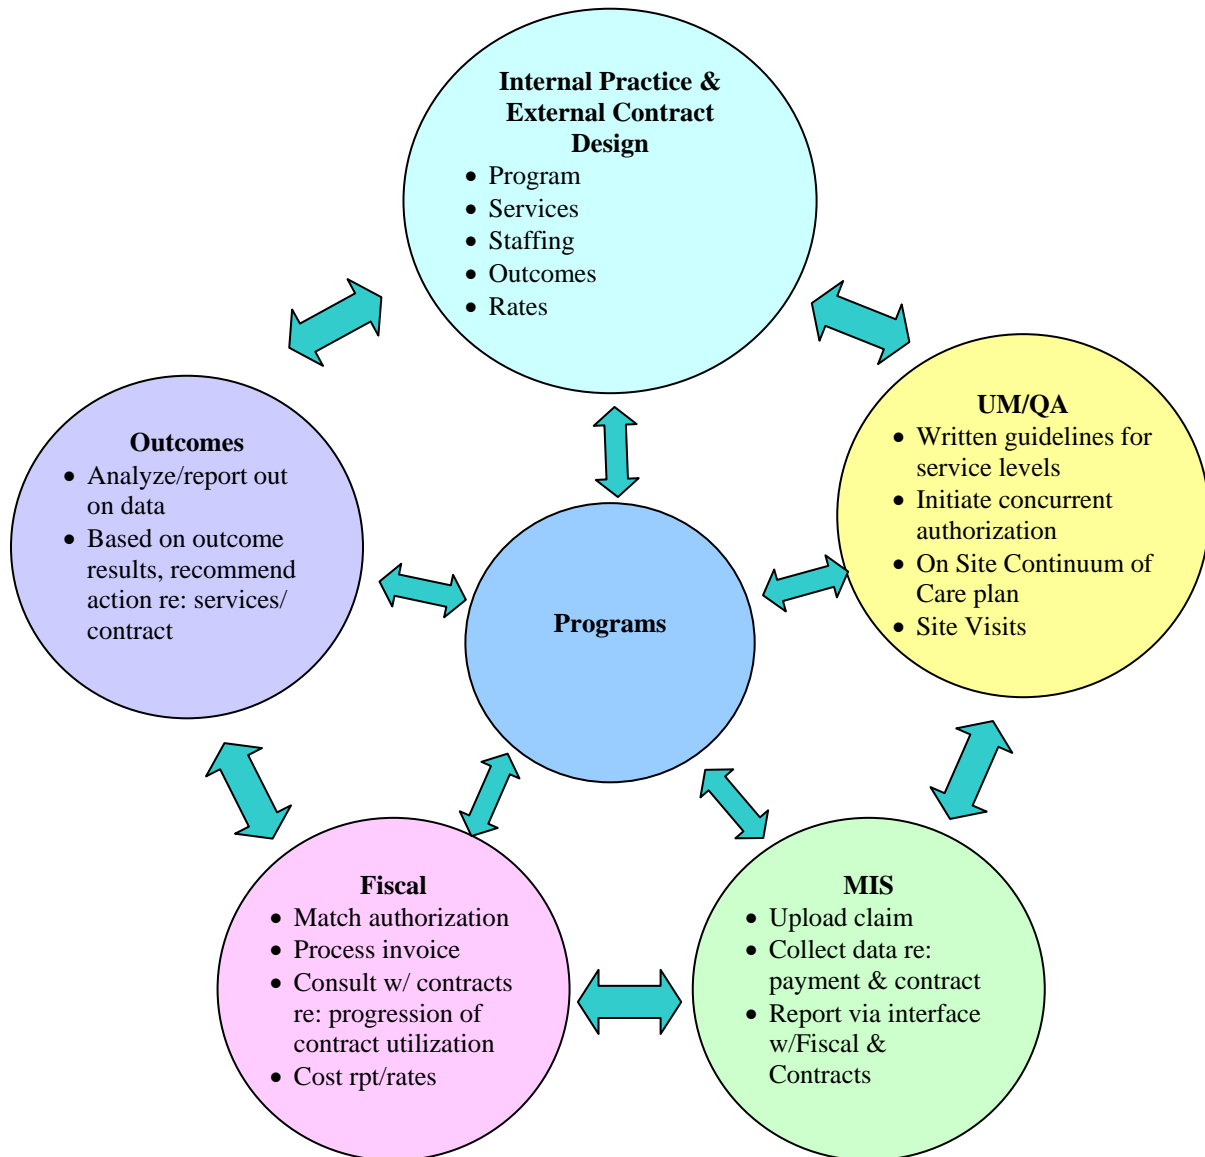 Internal Practice &
External Contract
Design
• Program
• Services
• Staffing
• Outcomes
• Rates
Outcomes
• Analyze/report out
on data
• Based on outcome
results, recommend
action re: services/
contract
UM/QA
• Written guidelines for
service levels
• Initiate concurrent
authorization
• On Site Continuum of
Care plan
• Site Visits
Programs
Fiscal
• Match authorization
• Process invoice
• Consult w/ contracts
re: progression of
contract utilization
• Cost rpt/rates
MIS
• Upload claim
• Collect data re:
payment & contract
• Report via interface
w/Fiscal &
Contracts